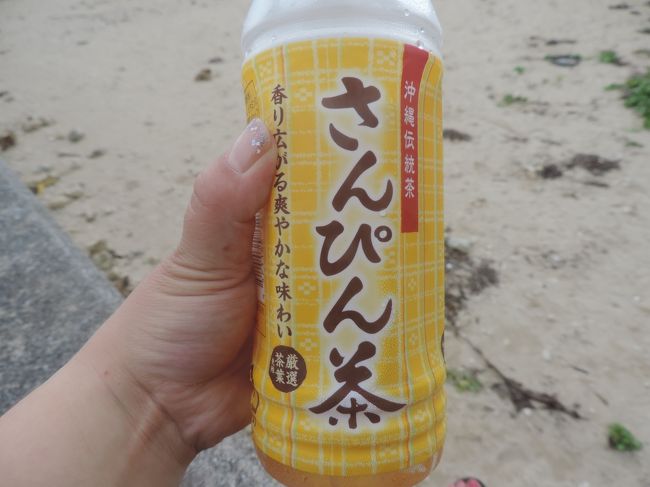 沖縄伝統茶
さんぴん茶
香り広がる爽やかな味わい
厳選
茶葉